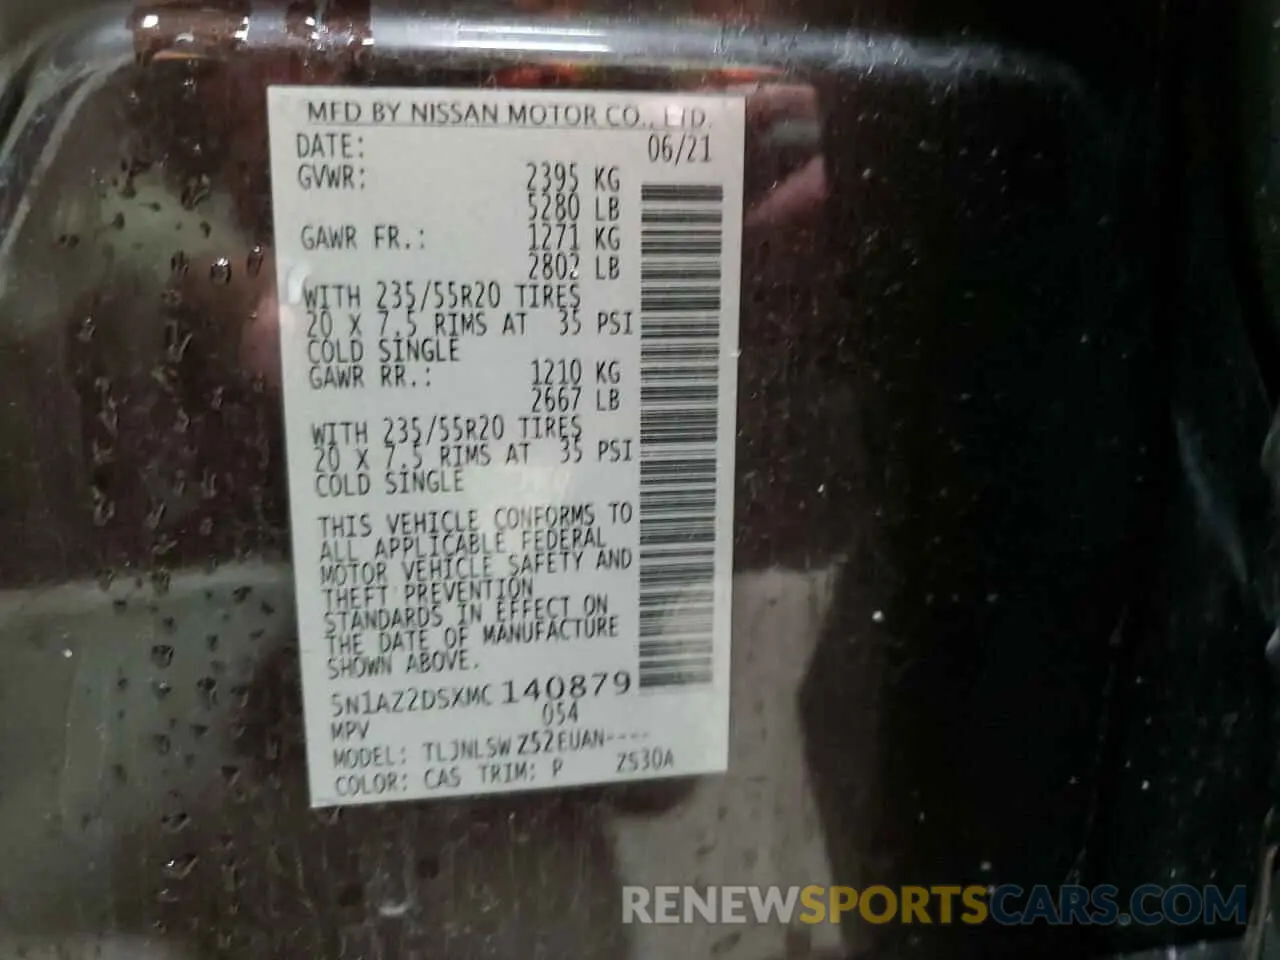 MFD BY NISSAN MOTOR CO., LTD.
DATE: 06/21
GVWR: 2395 KG
5280 LB
GAWR FR.: 1271 KG
2802 LB
WITH 235/55R20 TIRES
20 X 7.5 RIMS AT 35 PSI
COLD SINGLE
GAWR RR.: 1210 KG
2667 LB
WITH 235/55R20 TIRES
20 X 7.5 RIMS AT 35 PSI
COLD SINGLE
THIS VEHICLE CONFORMS TO
ALL APPLICABLE FEDERAL
MOTOR VEHICLE SAFETY AND
THEFT PREVENTION
STANDARDS IN EFFECT ON
THE DATE OF MANUFACTURE
SHOWN ABOVE.
5N1AZ2DSXMC 140879
MPV 054
MODEL: TLJNLSW Z52EUAN----
COLOR: CAS TRIM: P ZS30A
RENEWSPORTSCARS.COM